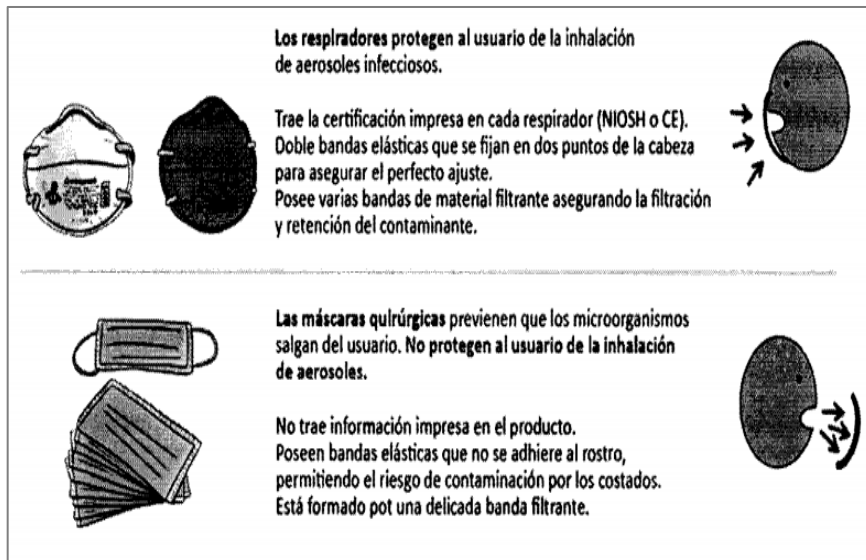 Los respiradores protegen al usuario de la inhalación
de aerosoles infecciosos.
Trae la certificación impresa en cada respirador (NIOSH o CE).
Doble bandas elásticas que se fijan en dos puntos de la cabeza
para asegurar el perfecto ajuste.
Posee varias bandas de material filtrante asegurando la filtración
y retención del contaminante.
Las máscaras quirúrgicas previenen que los microorganismos
salgan del usuario. No protegen al usuario de la inhalación
de aerosoles.
No trae información impresa en el producto.
Poseen bandas elásticas que no se adhiere al rostro,
permitiendo el riesgo de contaminación por los costados.
Está formado pot una delicada banda filtrante.